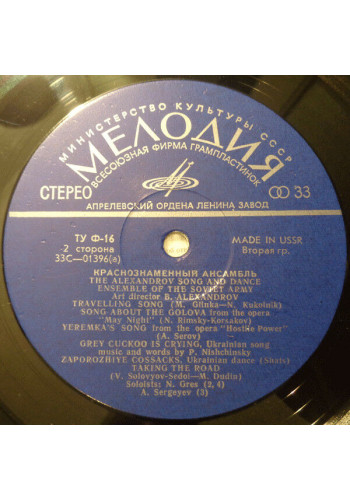 МИНИСТЕРСТВО КУЛЬТУРЫ СССР
МЕЛОДИЯ
ВСЕСОЮЗНАЯ ФИРМА ГРАМПЛАСТИНОК
СТЕРЕО
33
АПРЕЛЕВСКИЙ ОРДЕНА ЛЕНИНА ЗАВОД
ТУ Ф-16
MADE IN USSR
2 сторона
Вторая гр.
33С—01396(а)
КРАСНОЗНАМЕННЫЙ АНСАМБЛЬ
THE ALEXANDROV SONG AND DANCE
ENSEMBLE OF THE SOVIET ARMY
Art director B. ALEXANDROV
TRAVELLING SONG (M. Glinka—N. Kukolnik)
SONG ABOUT THE GOLOVA from the opera
"May Night" (N. Rimsky-Korsakov)
YEREMKA'S SONG from the opera "Hostile Power"
(A. Serov)
GREY CUCKOO IS CRYING, Ukrainian song
music and words by P. Nishchinsky
ZAPOROZHIYE COSSACKS, Ukrainian dance (Shats)
TAKING THE ROAD
(V. Solovyov-Sedoi—M. Dudin)
Soloists: N. Gres (2, 4)
A. Sergeyev (3)